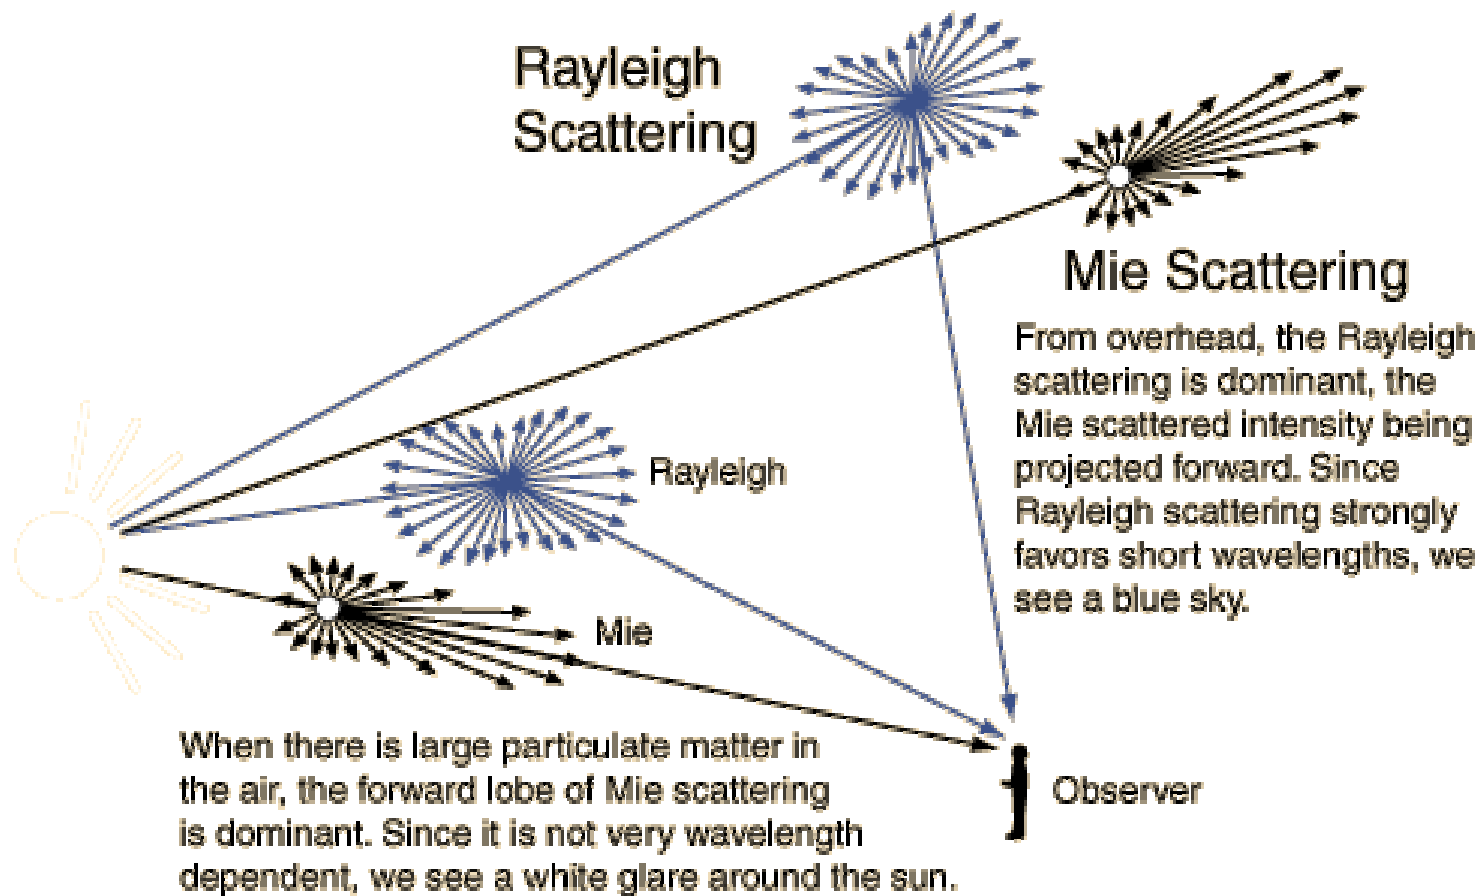 Rayleigh
Scattering
Mie Scattering
From overhead, the Rayleigh
scattering is dominant, the
Mie scattered intensity being
projected forward. Since
Rayleigh scattering strongly
favors short wavelengths, we
see a blue sky.
Rayleigh
Mie
When there is large particulate matter in
the air, the forward lobe of Mie scattering
is dominant. Since it is not very wavelength
dependent, we see a white glare around the sun.
Observer